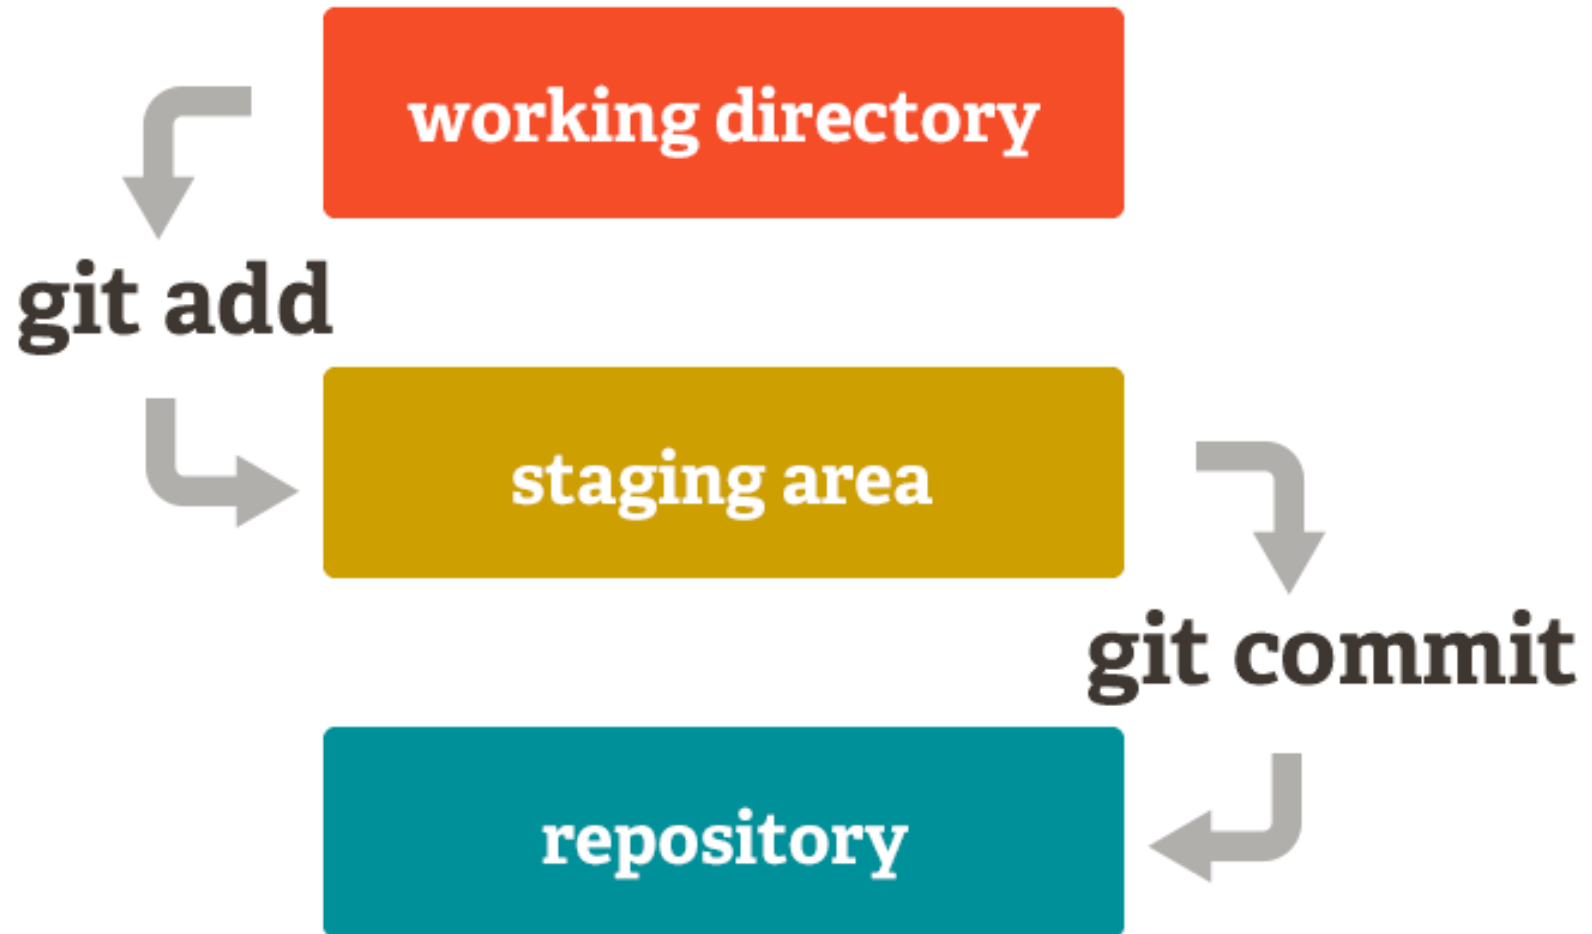 working directory
git add
staging area
git commit
repository